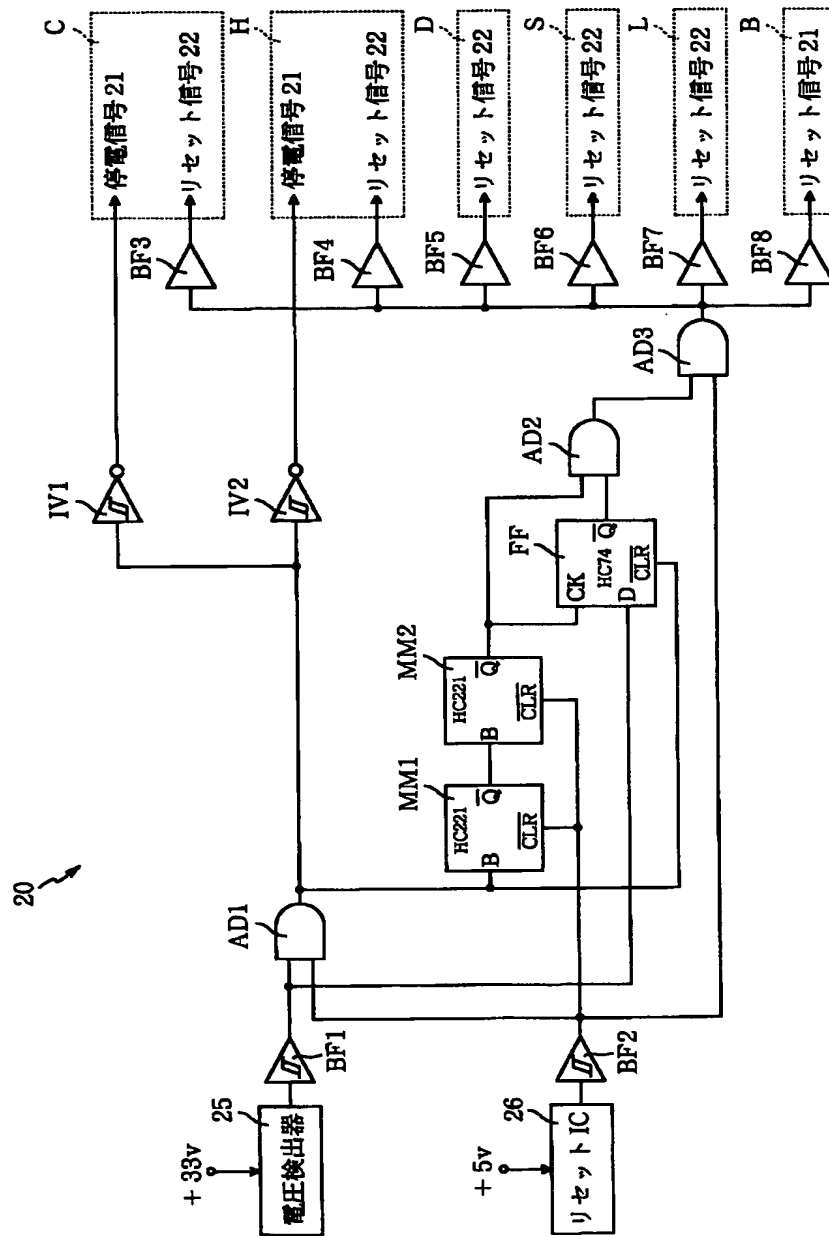 20
+33v
25
電圧検出器
BF1
AD1
+5v
26
リセットIC
BF2
MM1
HC221
B
Q
CLR
MM2
HC221
B
Q
CLR
FF
CK
HC74
Q
D
CLR
AD2
AD3
IV1
IV2
BF3
BF4
BF5
BF6
BF7
BF8
C
停電信号21
リセット信号22
H
停電信号21
リセット信号22
D
リセット信号22
S
リセット信号22
L
リセット信号22
B
リセット信号21